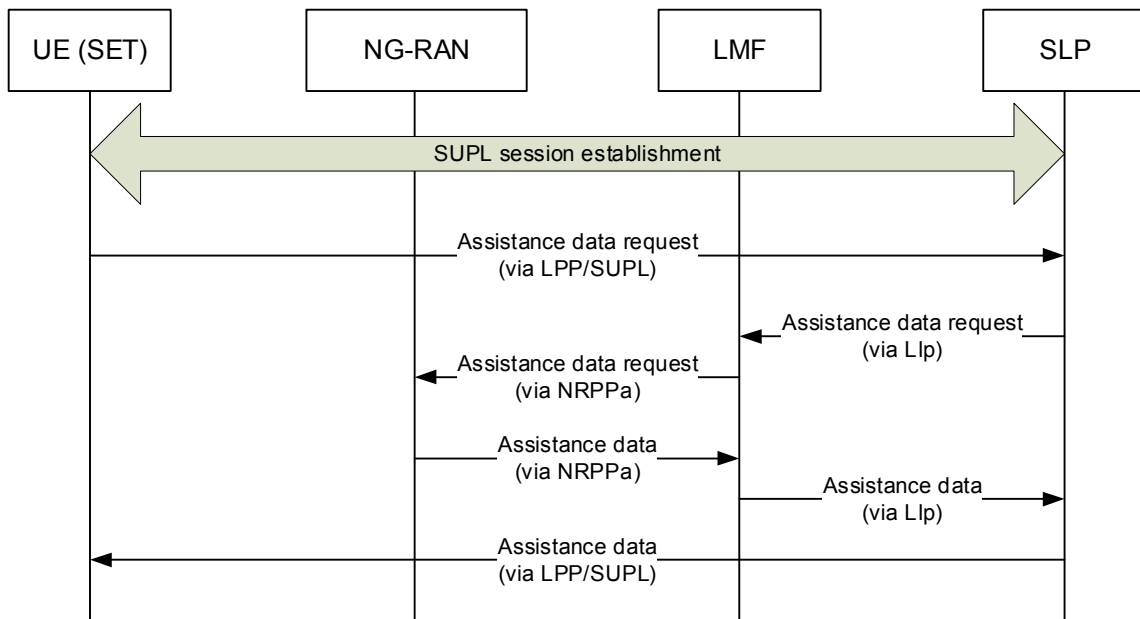 UE (SET)
NG-RAN
LMF
SLP
SUPL session establishment
Assistance data request
(via LPP/SUPL)
Assistance data request
(via Llp)
Assistance data request
(via NRPPa)
Assistance data
(via NRPPa)
Assistance data
(via Llp)
Assistance data
(via LPP/SUPL)